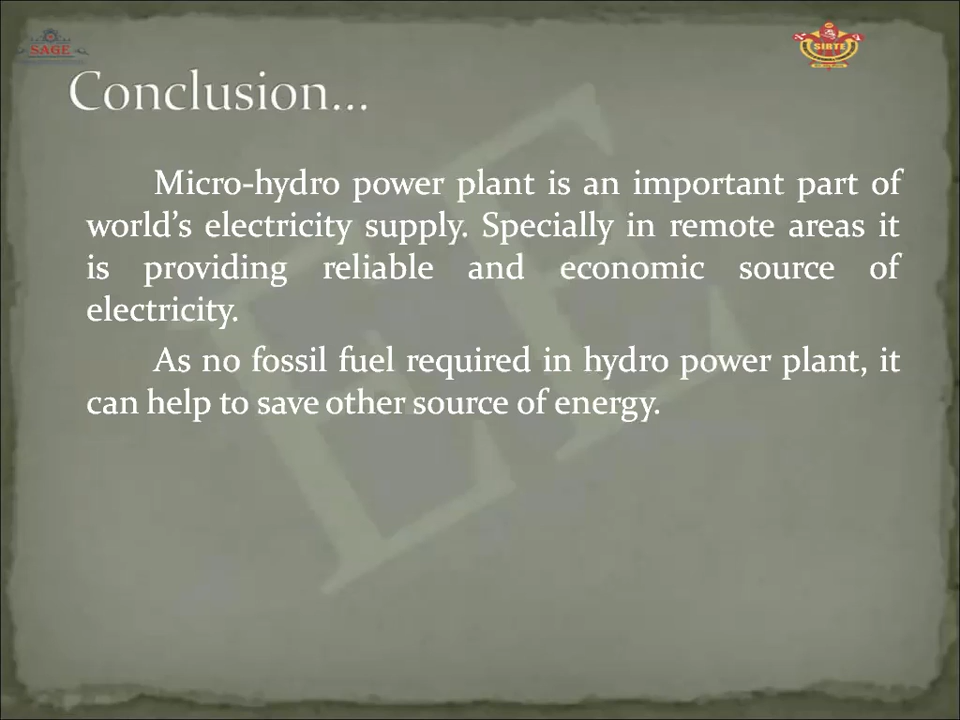 SAGE
SIRTE
Conclusion...
Micro-hydro power plant is an important part of
world’s electricity supply. Specially in remote areas it
is providing reliable and economic source of
electricity.
As no fossil fuel required in hydro power plant, it
can help to save other source of energy.
EE